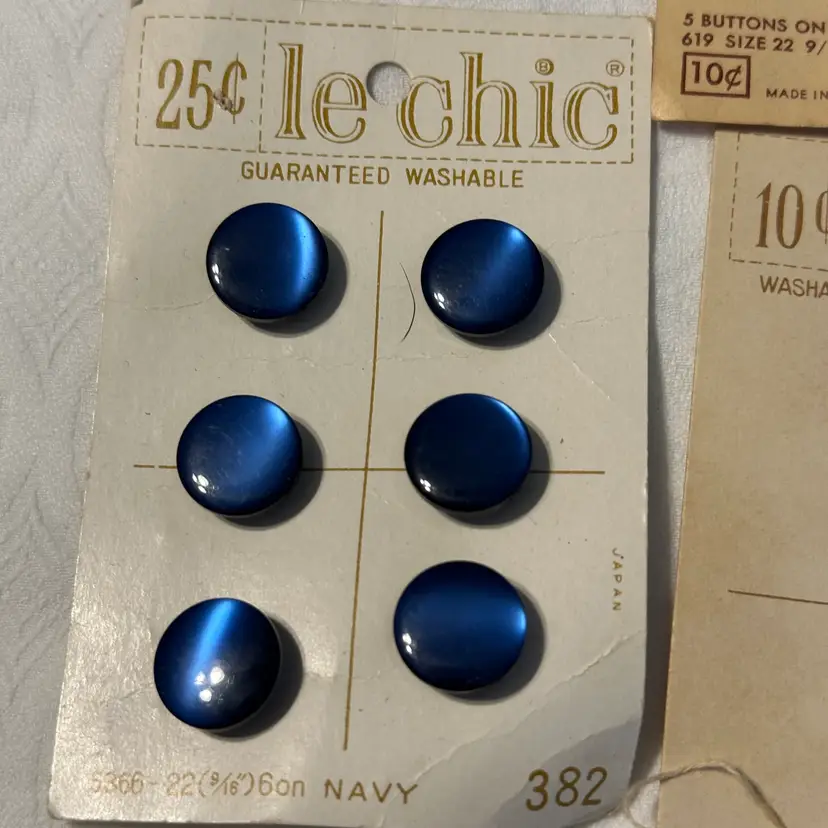 25¢ le chic® ®
GUARANTEED WASHABLE
JAPAN
5366-22(9/16")6on NAVY
382
5 BUTTONS ON
619 SIZE 22 9/
10¢
MADE IN
10¢
WASHA